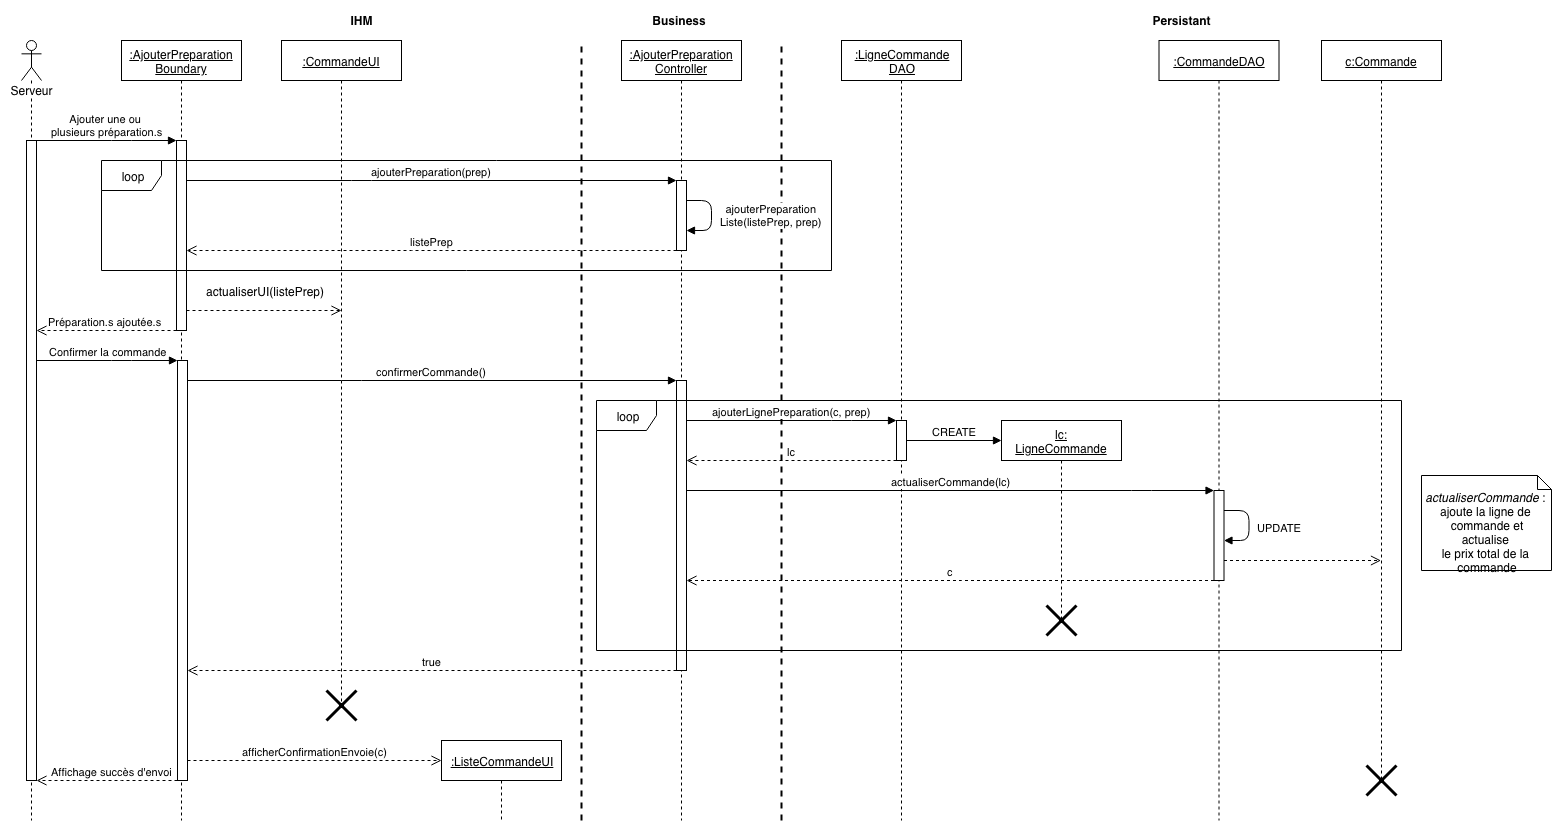 IHM
Business
Persistant
Serveur
:AjouterPreparation
Boundary
:CommandeUI
:AjouterPreparation
Controller
:LigneCommande
DAO
:CommandeDAO
c:Commande
Ajouter une ou
plusieurs préparation.s
loop
ajouterPreparation(prep)
ajouterPreparation
Liste(listePrep, prep)
listePrep
actualiserUI(listePrep)
Préparation.s ajoutée.s
Confirmer la commande
confirmerCommande()
loop
ajouterLignePreparation(c, prep)
CREATE
lc:
LigneCommande
lc
actualiserCommande(lc)
UPDATE
actualiserCommande :
ajoute la ligne de
commande et
actualise
le prix total de la
commande
c
true
afficherConfirmationEnvoie(c)
:ListeCommandeUI
Affichage succès d'envoi